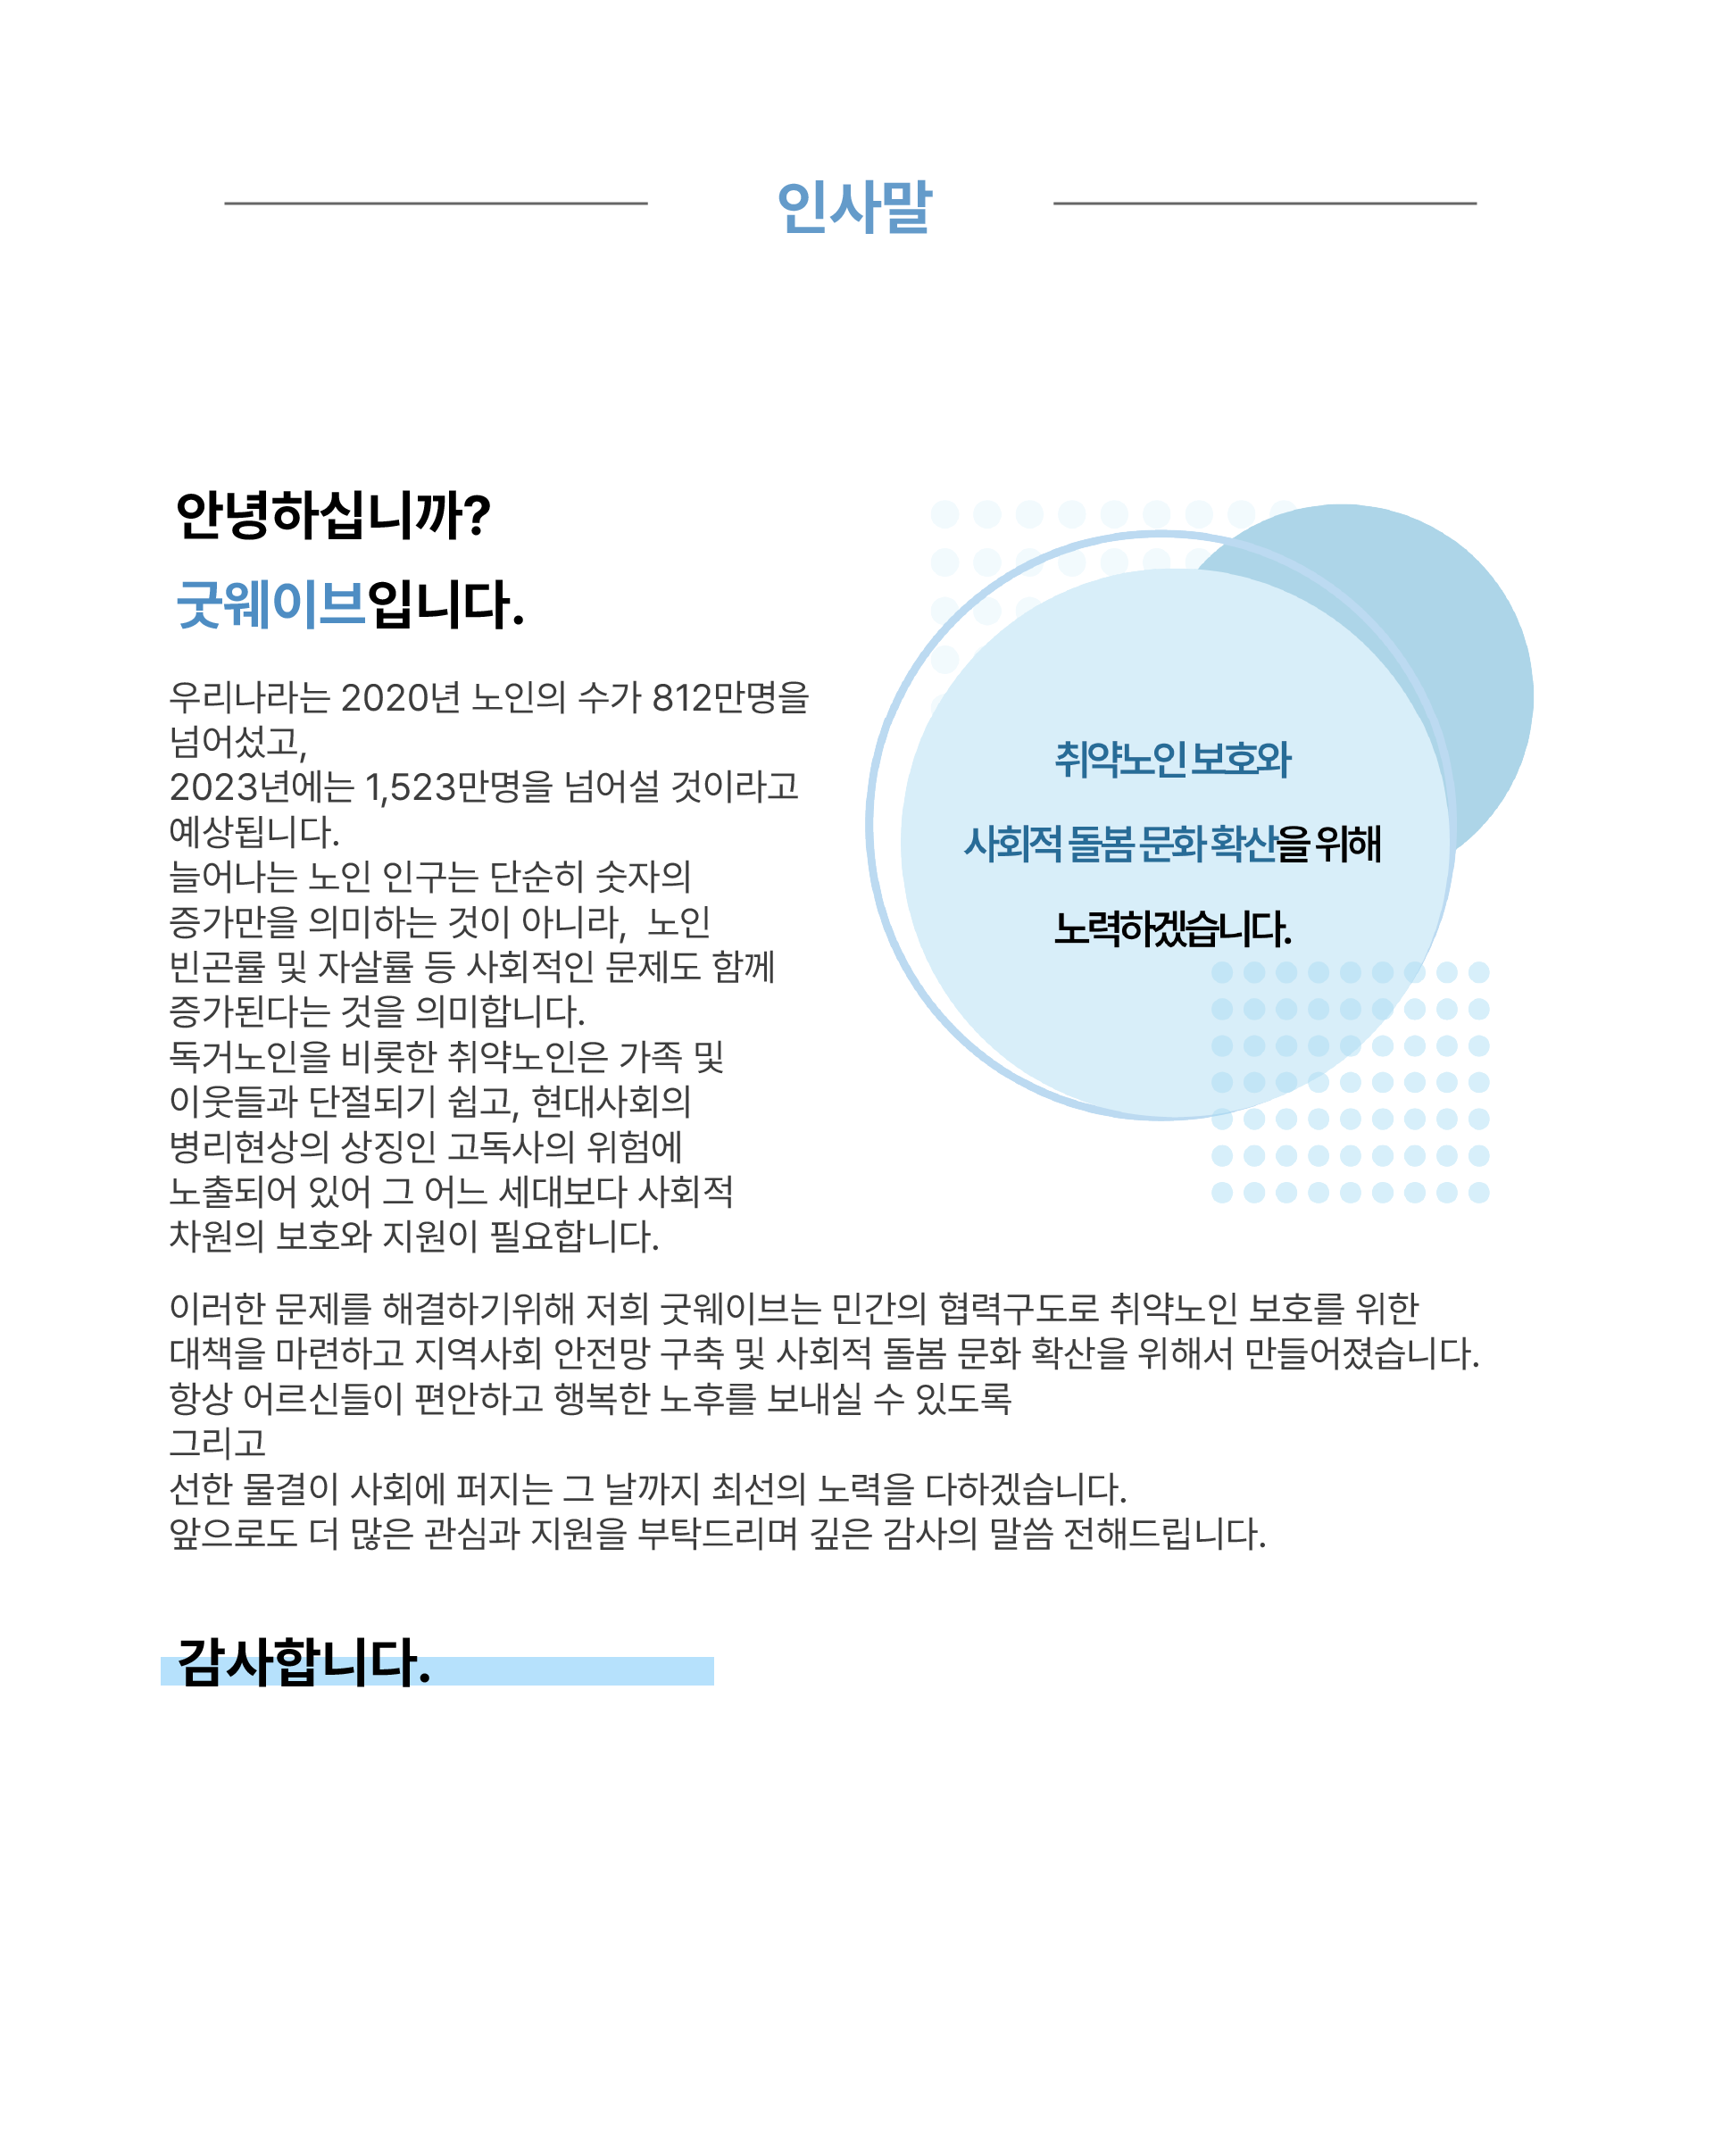 인사말
안녕하십니까?
굿웨이브입니다.
우리나라는 2020년 노인의 수가 812만명을
넘어섰고,
2023년에는 1,523만명을 넘어설 것이라고
예상됩니다.
늘어나는 노인 인구는 단순히 숫자의
증가만을 의미하는 것이 아니라, 노인
빈곤률 및 자살률 등 사회적인 문제도 함께
증가된다는 것을 의미합니다.
독거노인을 비롯한 취약노인은 가족 및
이웃들과 단절되기 쉽고, 현대사회의
병리현상의 상징인 고독사의 위험에
노출되어 있어 그 어느 세대보다 사회적
차원의 보호와 지원이 필요합니다.
취약노인 보호와
사회적 돌봄 문화 확산을 위해
노력하겠습니다.
이러한 문제를 해결하기위해 저희 굿웨이브는 민간의 협력구도로 취약노인 보호를 위한
대책을 마련하고 지역사회 안전망 구축 및 사회적 돌봄 문화 확산을 위해서 만들어졌습니다.
항상 어르신들이 편안하고 행복한 노후를 보내실 수 있도록
그리고
선한 물결이 사회에 퍼지는 그 날까지 최선의 노력을 다하겠습니다.
앞으로도 더 많은 관심과 지원을 부탁드리며 깊은 감사의 말씀 전해드립니다.
감사합니다.